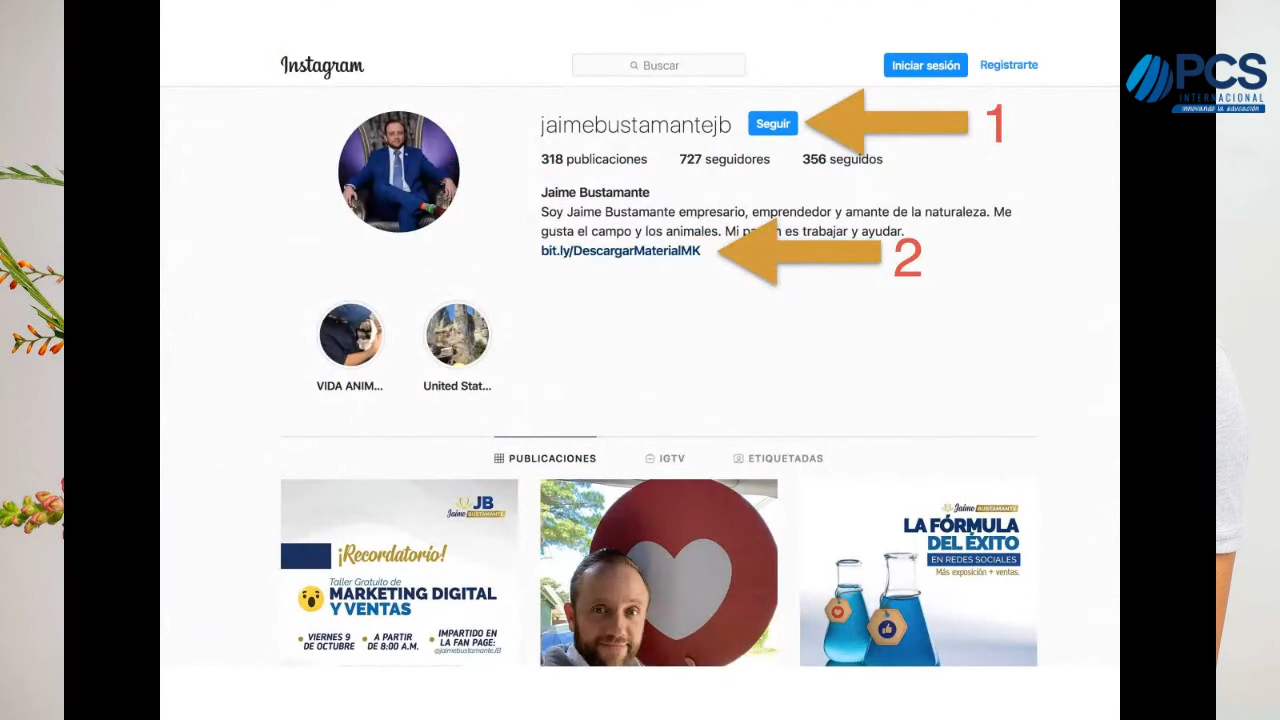 Instagram
Buscar
Iniciar sesión
Registrarte
PCS
INTERNACIONAL
innovando la educación
jaimebustamantejb
Seguir
1
318 publicaciones
727 seguidores
356 seguidos
Jaime Bustamante
Soy Jaime Bustamante empresario, emprendedor y amante de la naturaleza. Me
gusta el campo y los animales. Mi es trabajar y ayudar.
bit.ly/DescargarMaterialMK
2
VIDA ANIM...
United Stat...
PUBLICACIONES
IGTV
ETIQUETADAS
JB
Jaime BUSTAMANTE
¡Recordatorio!
Taller Gratuito de
MARKETING DIGITAL
Y VENTAS
VIERNES 9
DE OCTUBRE
A PARTIR
DE 8:00 A.M.
IMPARTIDO EN
LA FAN PAGE:
@jaimebustamanteJB
Jaime BUSTAMANTE
LA FÓRMULA
DEL ÉXITO
EN REDES SOCIALES
Más exposición + ventas.